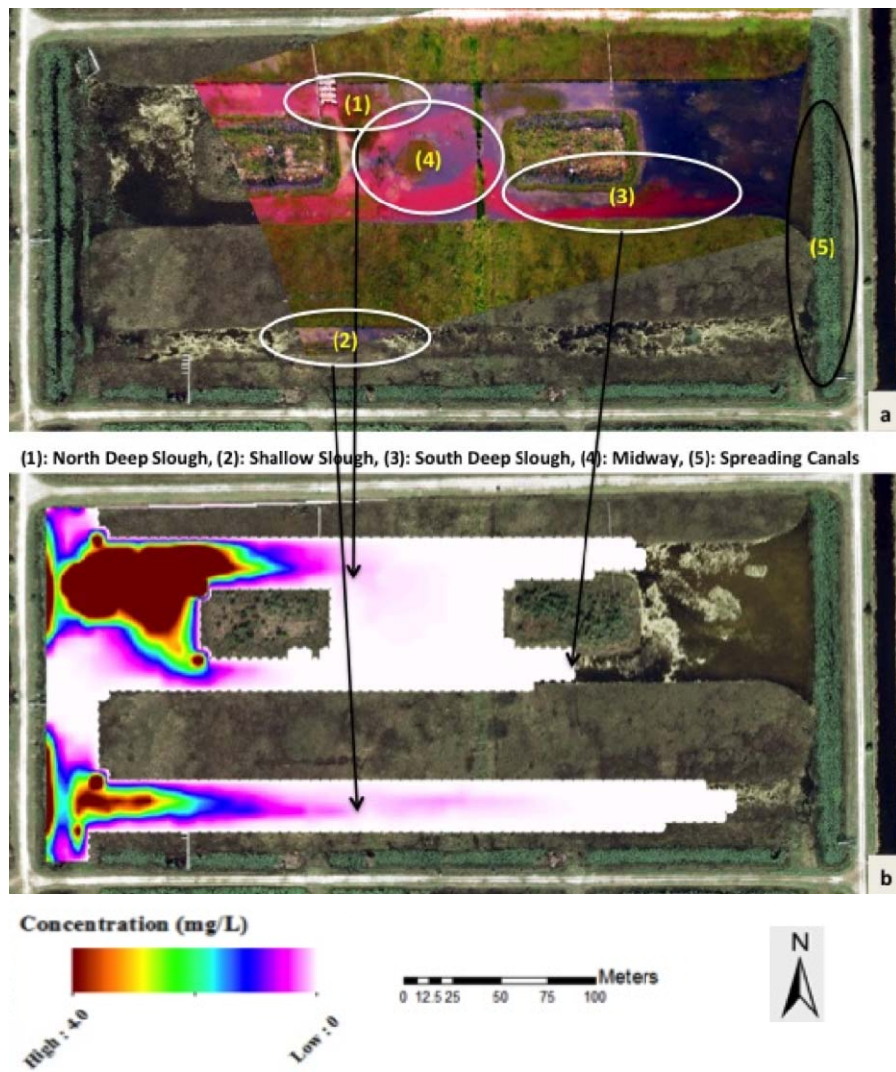 (1)
(4)
(3)
(5)
(2)
a
(1): North Deep Slough, (2): Shallow Slough, (3): South Deep Slough, (4): Midway, (5): Spreading Canals
b
Concentration (mg/L)
High : 4.0
Low : 0
0 12.5 25 50 75 100 Meters
N